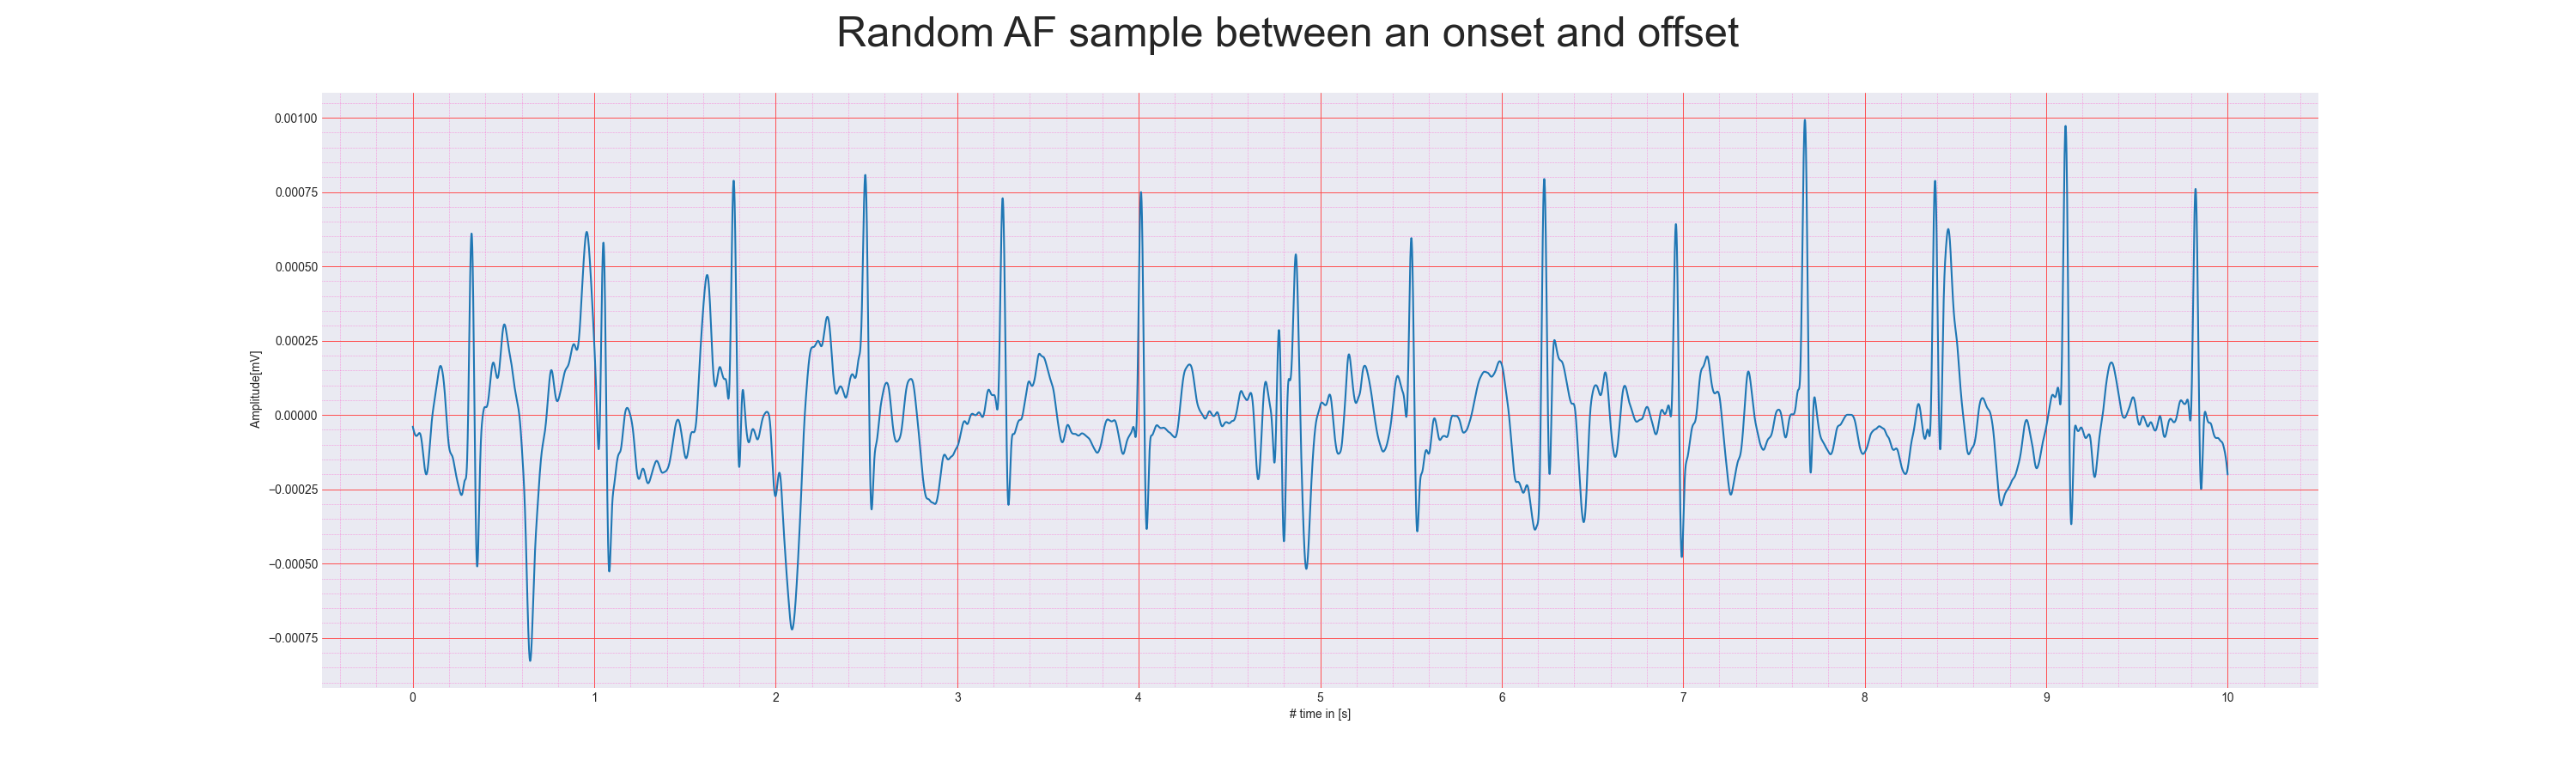 Random AF sample between an onset and offset
0.00100
0.00075
0.00050
0.00025
0.00000
−0.00025
−0.00050
−0.00075
Amplitude[mV]
0 1 2 3 4 5 6 7 8 9 10
# time in [s]